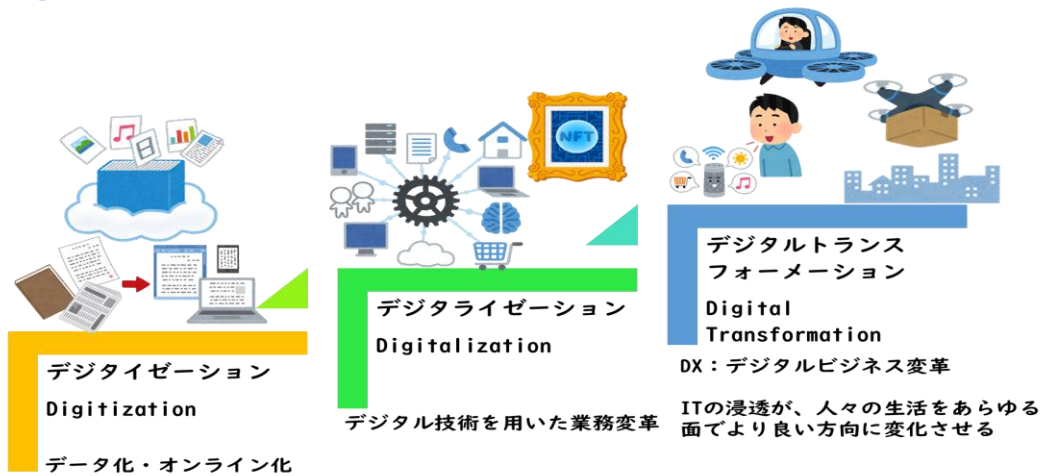 デジタイゼーション
Digitization
データ化・オンライン化
NFT
デジタライゼーション
Digitalization
デジタル技術を用いた業務変革
デジタルトランス
フォーメーション
Digital
Transformation
DX：デジタルビジネス変革
ITの浸透が、人々の生活をあらゆる
面でより良い方向に変化させる